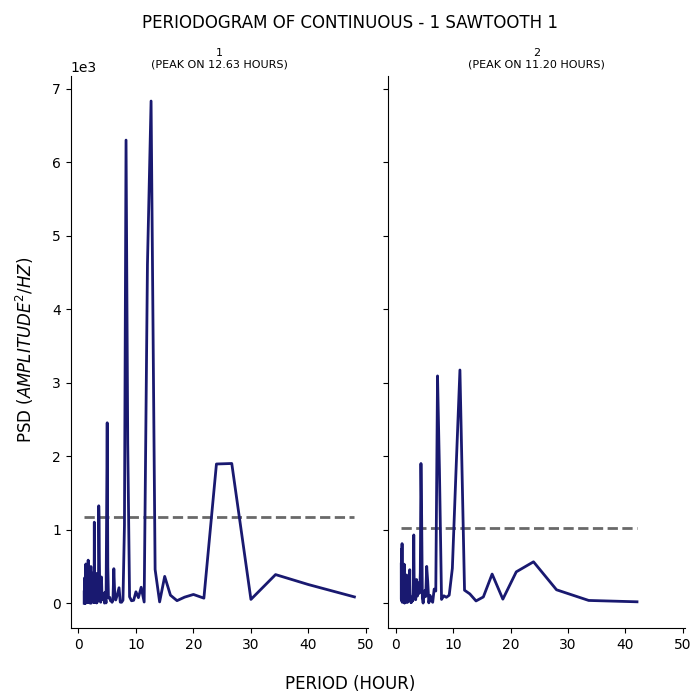 PERIODOGRAM OF CONTINUOUS - 1 SAWTOOTH 1
1
(PEAK ON 12.63 HOURS)
2
(PEAK ON 11.20 HOURS)
1e3
7
6
5
4
3
2
1
0
PSD (AMPLITUDE²/HZ)
0 10 20 30 40 50
0 10 20 30 40 50
PERIOD (HOUR)